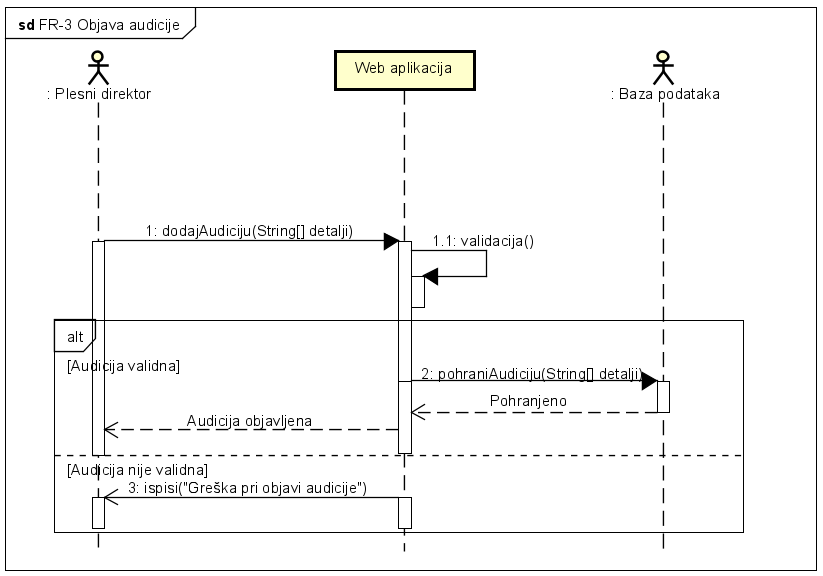 sd FR-3 Objava audicije
: Plesni direktor
Web aplikacija
: Baza podataka
1: dodajAudiciju(String[] detalji)
1.1: validacija()
alt
[Audicija validna]
2: pohraniAudiciju(String[] detalji)
Pohranjeno
Audicija objavljena
[Audicija nije validna]
3: ispisi("Greška pri objavi audicije")